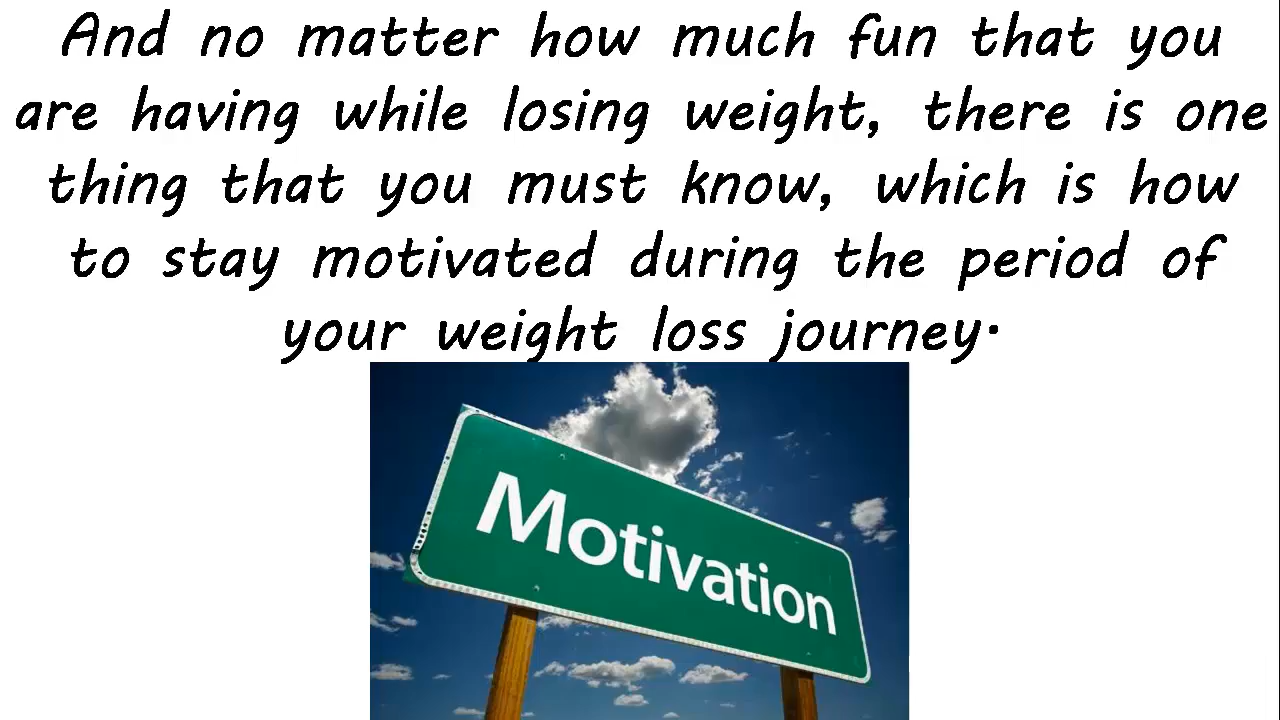 And no matter how much fun that you
are having while losing weight, there is one
thing that you must know, which is how
to stay motivated during the period of
your weight loss journey.
Motivation